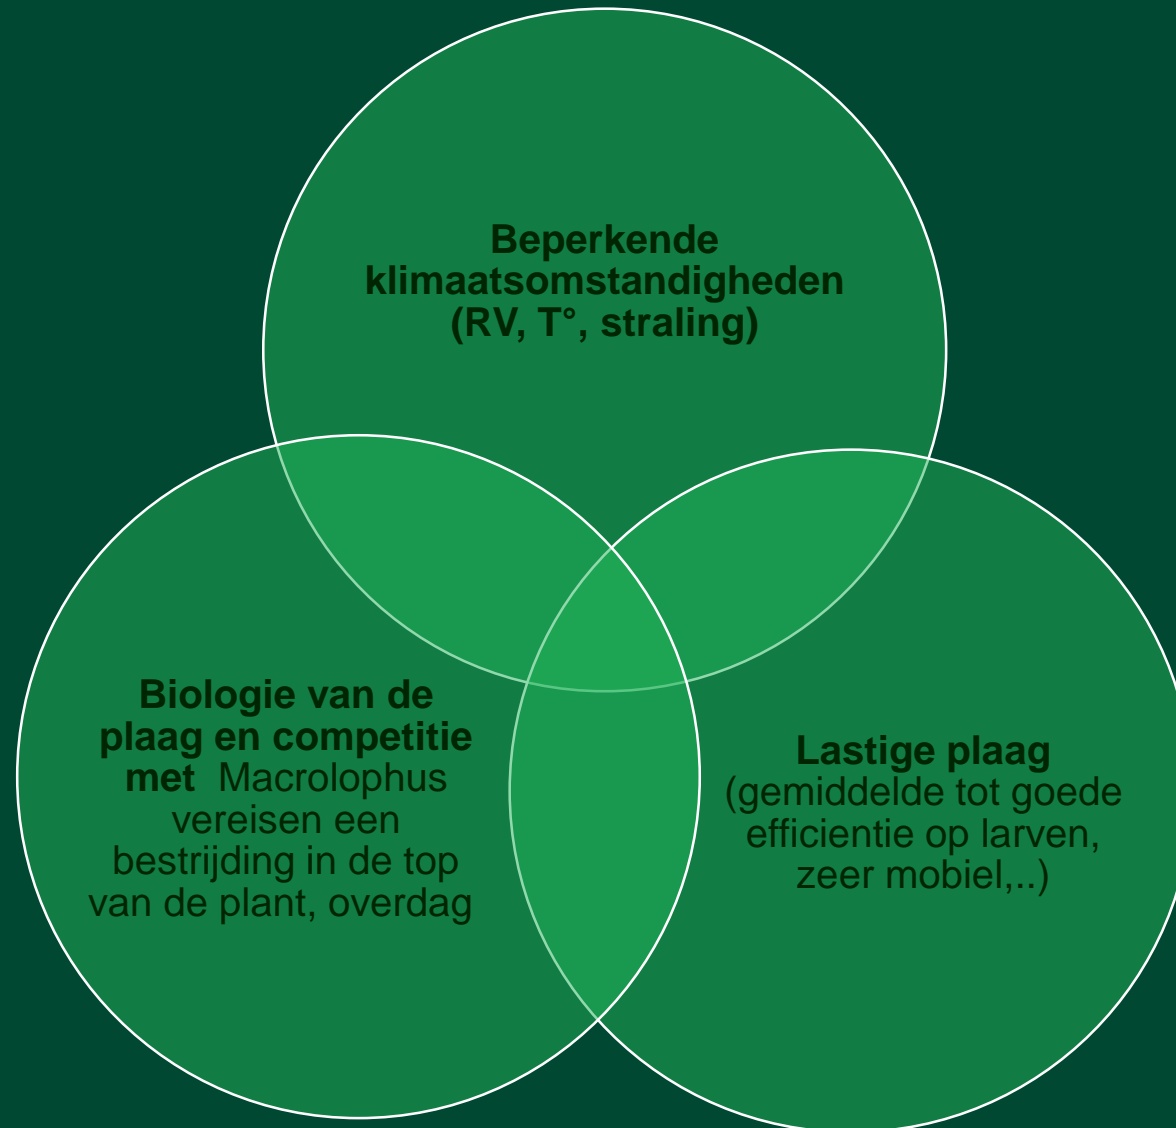 Beperkende
klimaatsomstandigheden
(RV, T°, straling)
Biologie van de
plaag en competitie
met Macrolophus
vereisen een
bestrijding in de top
van de plant, overdag
Lastige plaag
(gemiddelde tot goede
efficientie op larven,
zeer mobiel,..)